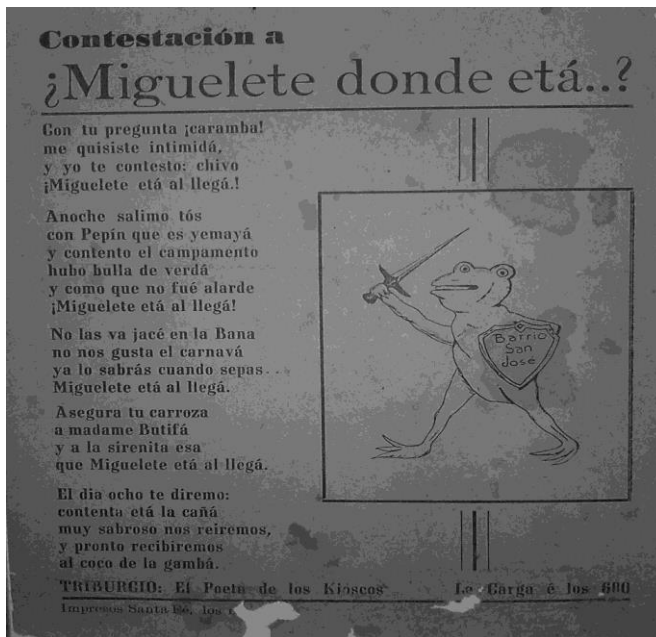 Contestación a
¿Miguelete donde etá..?
Con tu pregunta ¡caramba!
me quisiste intimidá,
y yo te contesto: chivo
¡Miguelete etá al llegá.!
Anoche salimo tós
con Pepín que es yemayá
y contento el campamento
hubo bulla de verdá
y como que no fué alarde
¡Miguelete etá al llegá!
No las va jacé en la Bana
no nos gusta el carnavá
ya lo sabrás cuando sepas..
Miguelete etá al llegá.
Asegura tu carroza
a madame Butifá
y a la sirenita esa
que Miguelete etá al llegá.
El dia ocho te diremo:
contenta etá la cañá
muy sabroso nos reiremos,
y pronto recibiremos
al coco de la gambá.
Barrio
San
José
TRIBURCIO: El Poeta de los Kioscos La Carga é los 600
Impresos Santa Fé, los